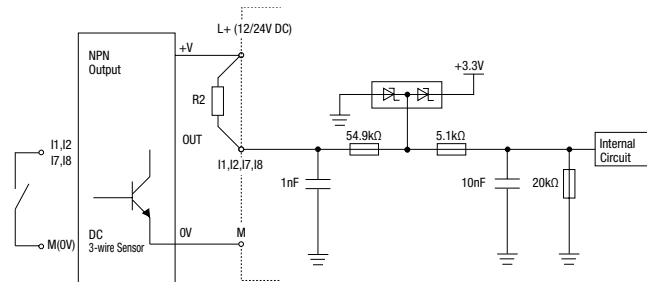 L+ (12/24V DC)
NPN
Output
+V
+3.3V
R2
OUT
54.9kΩ
5.1kΩ
Internal
Circuit
I1,I2
I7,I8
I1,I2,I7,I8
1nF
10nF
20kΩ
M(0V)
DC
3-wire Sensor
0V
M